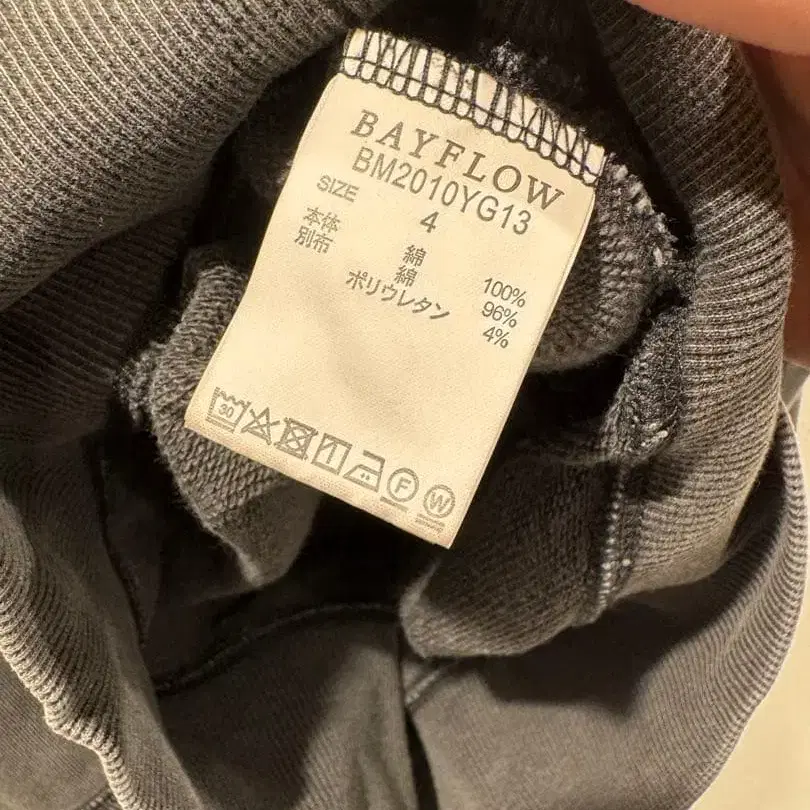 BAYFLOW
BM2010YG13
SIZE 4
本体 綿 100%
別布 綿 96%
ポリウレタン 4%
30 F W